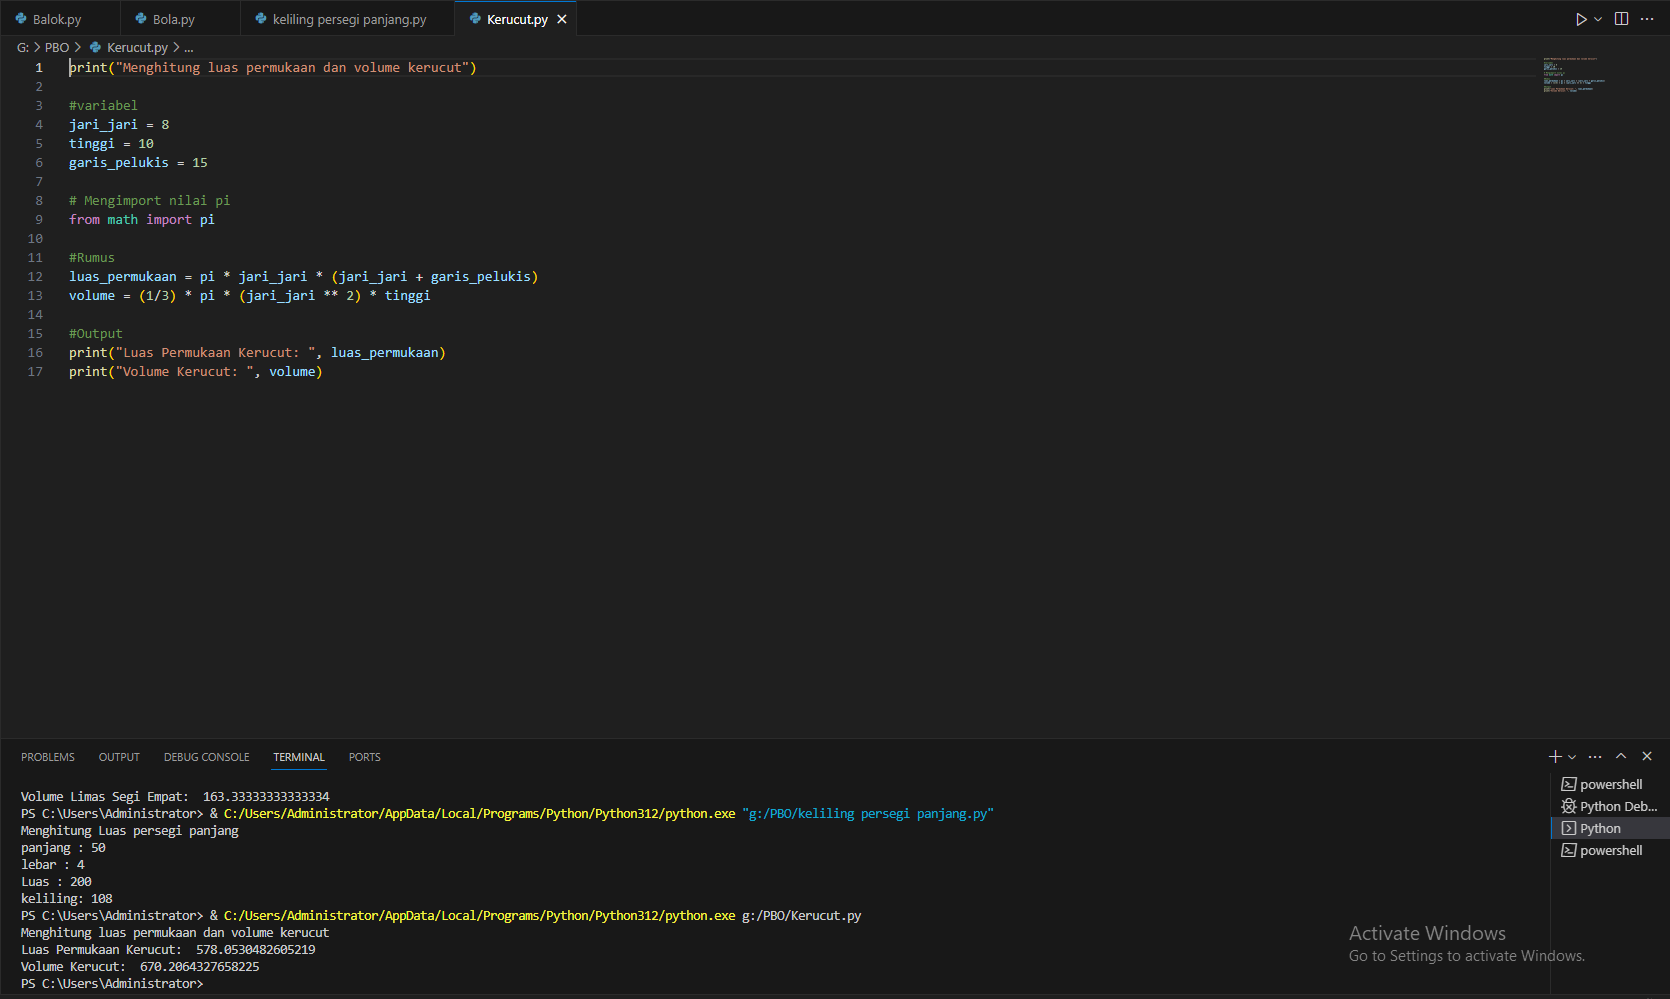 Balok.py
Bola.py
keliling persegi panjang.py
Kerucut.py
G: > PBO > Kerucut.py > ...
1 print("Menghitung luas permukaan dan volume kerucut")
2
3 #variabel
4 jari_jari = 8
5 tinggi = 10
6 garis_pelukis = 15
7
8 # Mengimport nilai pi
9 from math import pi
10
11 #Rumus
12 luas_permukaan = pi * jari_jari * (jari_jari + garis_pelukis)
13 volume = (1/3) * pi * (jari_jari ** 2) * tinggi
14
15 #Output
16 print("Luas Permukaan Kerucut: ", luas_permukaan)
17 print("Volume Kerucut: ", volume)
PROBLEMS OUTPUT DEBUG CONSOLE TERMINAL PORTS
Volume Limas Segi Empat:  163.33333333333334
PS C:\Users\Administrator> & C:/Users/Administrator/AppData/Local/Programs/Python/Python312/python.exe "g:/PBO/keliling persegi panjang.py"
Menghitung Luas persegi panjang
panjang : 50
lebar : 4
Luas : 200
keliling: 108
PS C:\Users\Administrator> & C:/Users/Administrator/AppData/Local/Programs/Python/Python312/python.exe g:/PBO/Kerucut.py
Menghitung luas permukaan dan volume kerucut
Luas Permukaan Kerucut:  578.0530482605219
Volume Kerucut:  670.2064327658225
PS C:\Users\Administrator>
powershell
Python Deb...
Python
powershell
Activate Windows
Go to Settings to activate Windows.